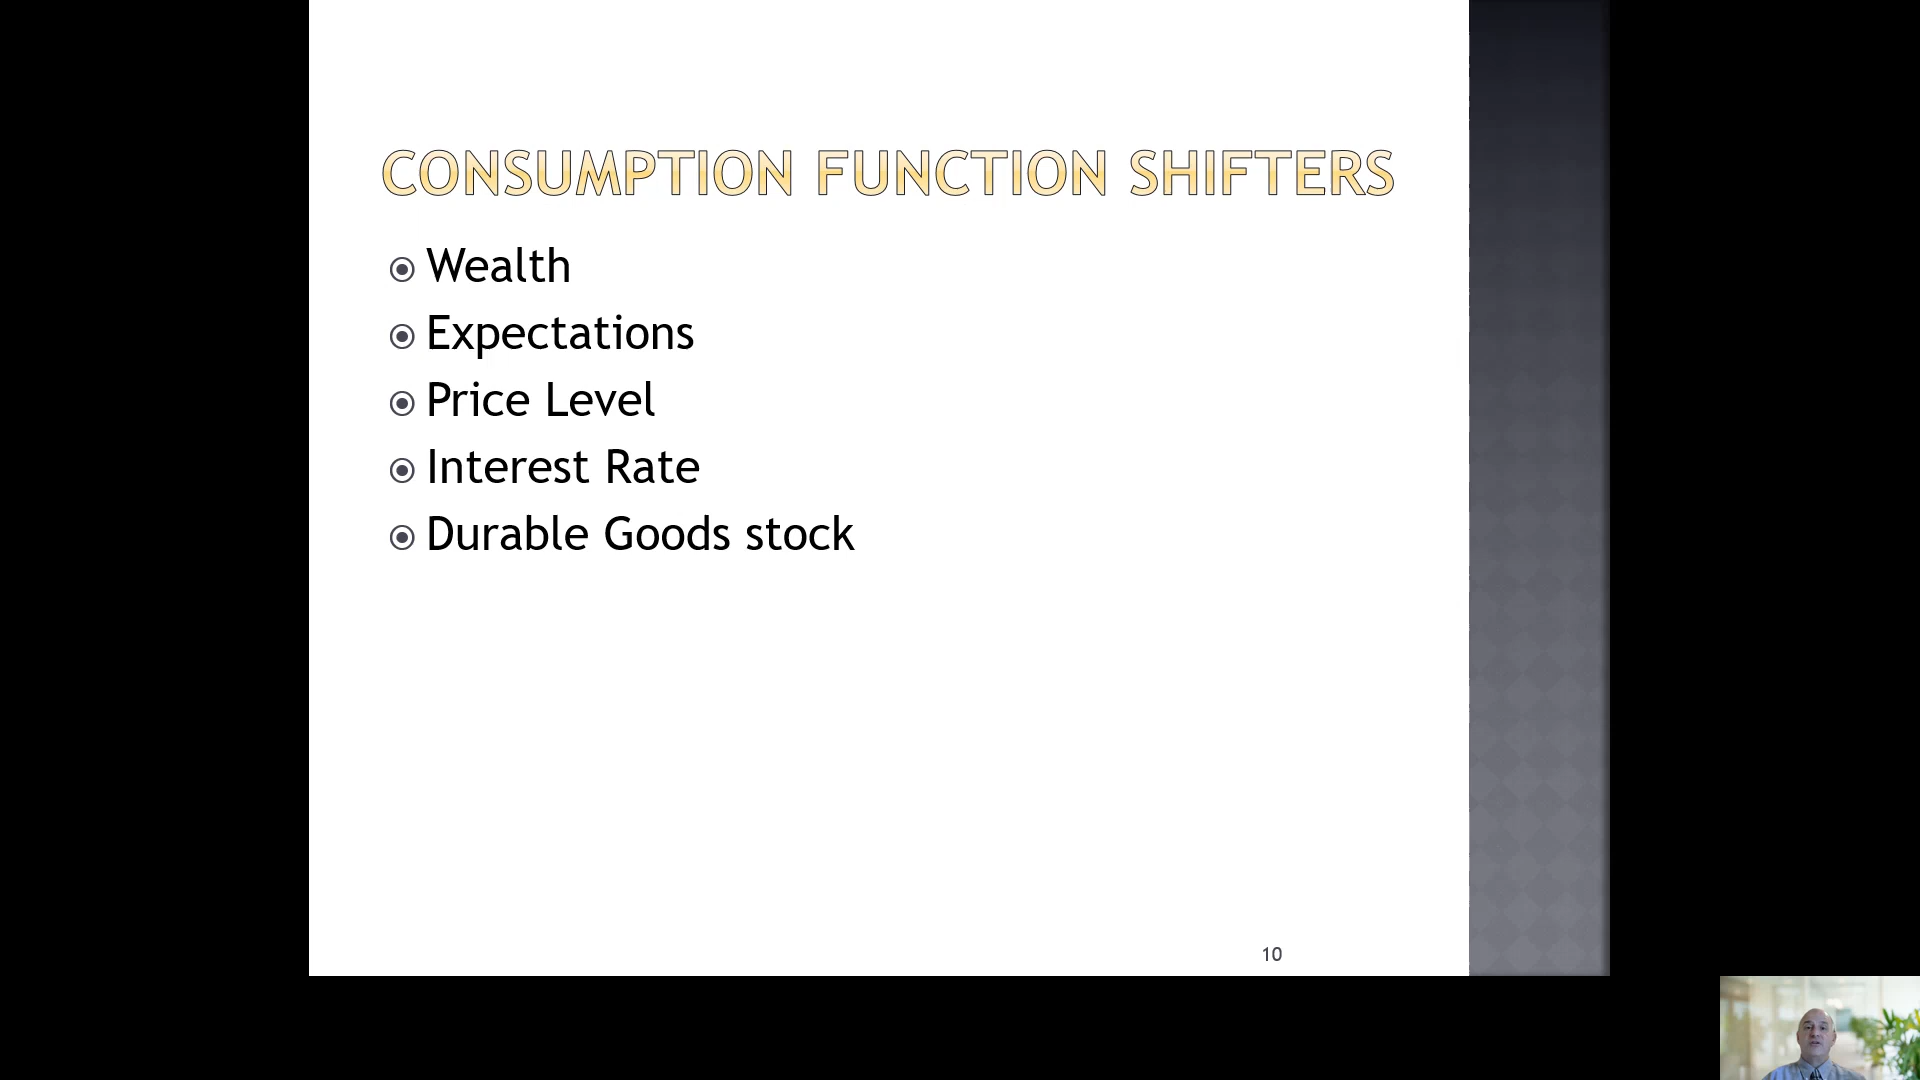 CONSUMPTION FUNCTION SHIFTERS
Wealth
Expectations
Price Level
Interest Rate
Durable Goods stock
10